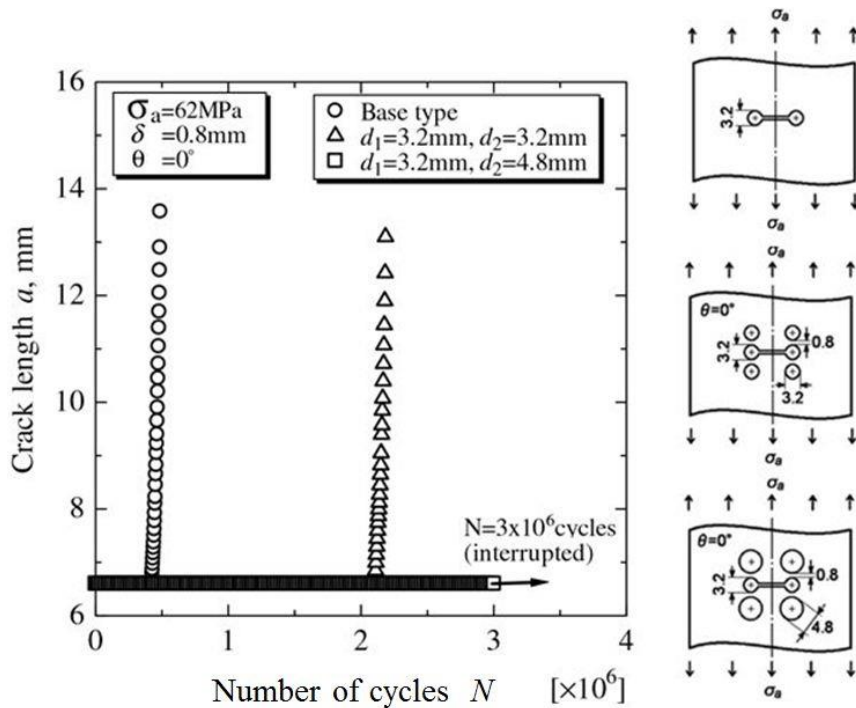 16
14
12
10
8
6
Crack length a, mm
σa=62MPa
δ =0.8mm
θ =0°
Base type
d1=3.2mm, d2=3.2mm
d1=3.2mm, d2=4.8mm
N=3x10⁶cycles
(interrupted)
0
1
2
3
4
Number of cycles N [×10⁶]
σa
3.2
σa
σa
θ=0°
0.8
3.2
3.2
σa
σa
θ=0°
0.8
3.2
4.8
σa